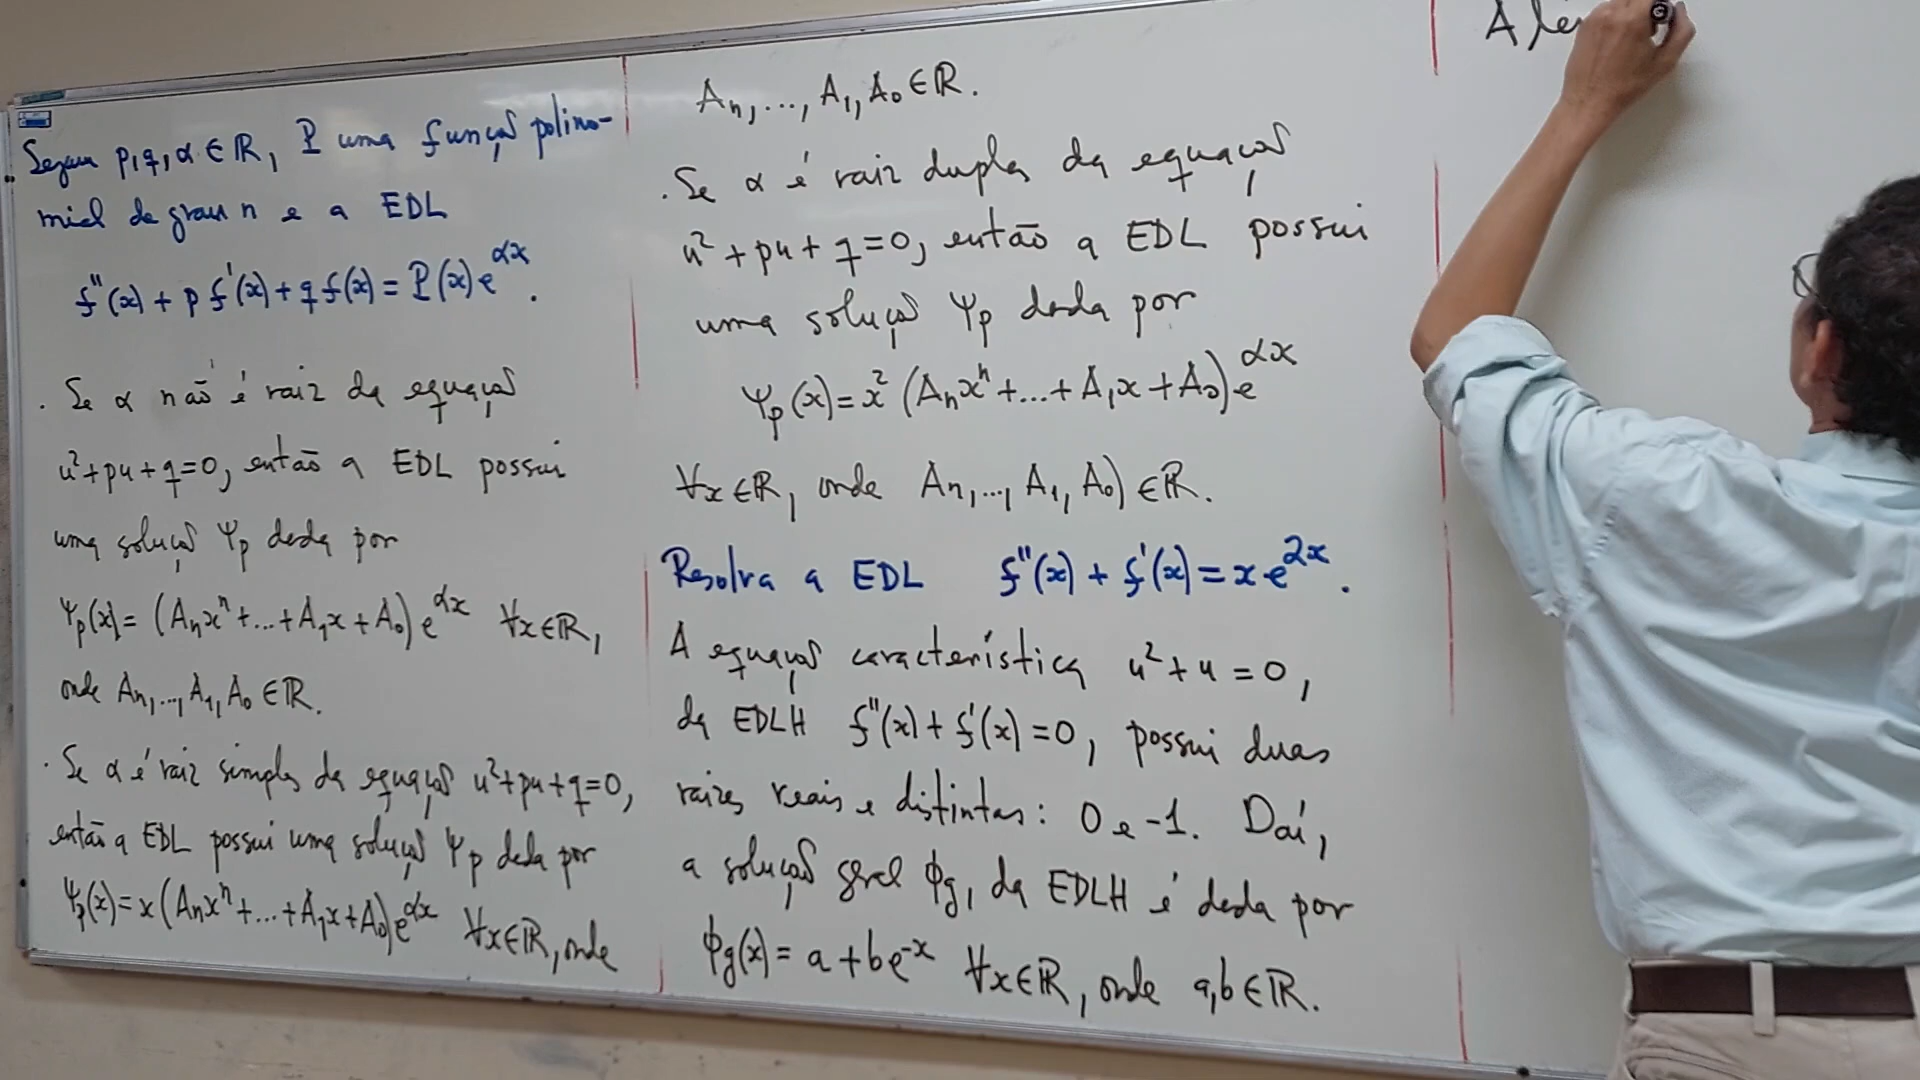 Sejam p, q, α ∈ ℝ, P uma função polino-
mial de grau n e a EDL
f''(x) + p f'(x) + q f(x) = P(x) e^{αx}.
. Se α não é raiz da equação
u² + pu + q = 0, então a EDL possui
uma solução Ψp dada por
Ψp(x) = (Aₙxⁿ + ... + A₁x + A₀) e^{αx} ∀x ∈ ℝ,
onde Aₙ, ..., A₁, A₀ ∈ ℝ.
. Se α é raiz simples da equação u² + pu + q = 0,
então a EDL possui uma solução Ψp dada por
Ψp(x) = x (Aₙxⁿ + ... + A₁x + A₀) e^{αx} ∀x ∈ ℝ, onde
Aₙ, ..., A₁, A₀ ∈ ℝ.
. Se α é raiz dupla da equação
u² + pu + q = 0, então a EDL possui
uma solução Ψp dada por
Ψp(x) = x² (Aₙxⁿ + ... + A₁x + A₀) e^{αx}
∀x ∈ ℝ, onde Aₙ, ..., A₁, A₀) ∈ ℝ.
Resolva a EDL f''(x) + f'(x) = x e^{2x}.
A equação característica u² + u = 0,
da EDLH f''(x) + f'(x) = 0, possui duas
raízes reais e distintas: 0 e -1. Daí,
a solução geral ϕg, da EDLH é dada por
ϕg(x) = a + b e^{-x} ∀x ∈ ℝ, onde a, b ∈ ℝ.